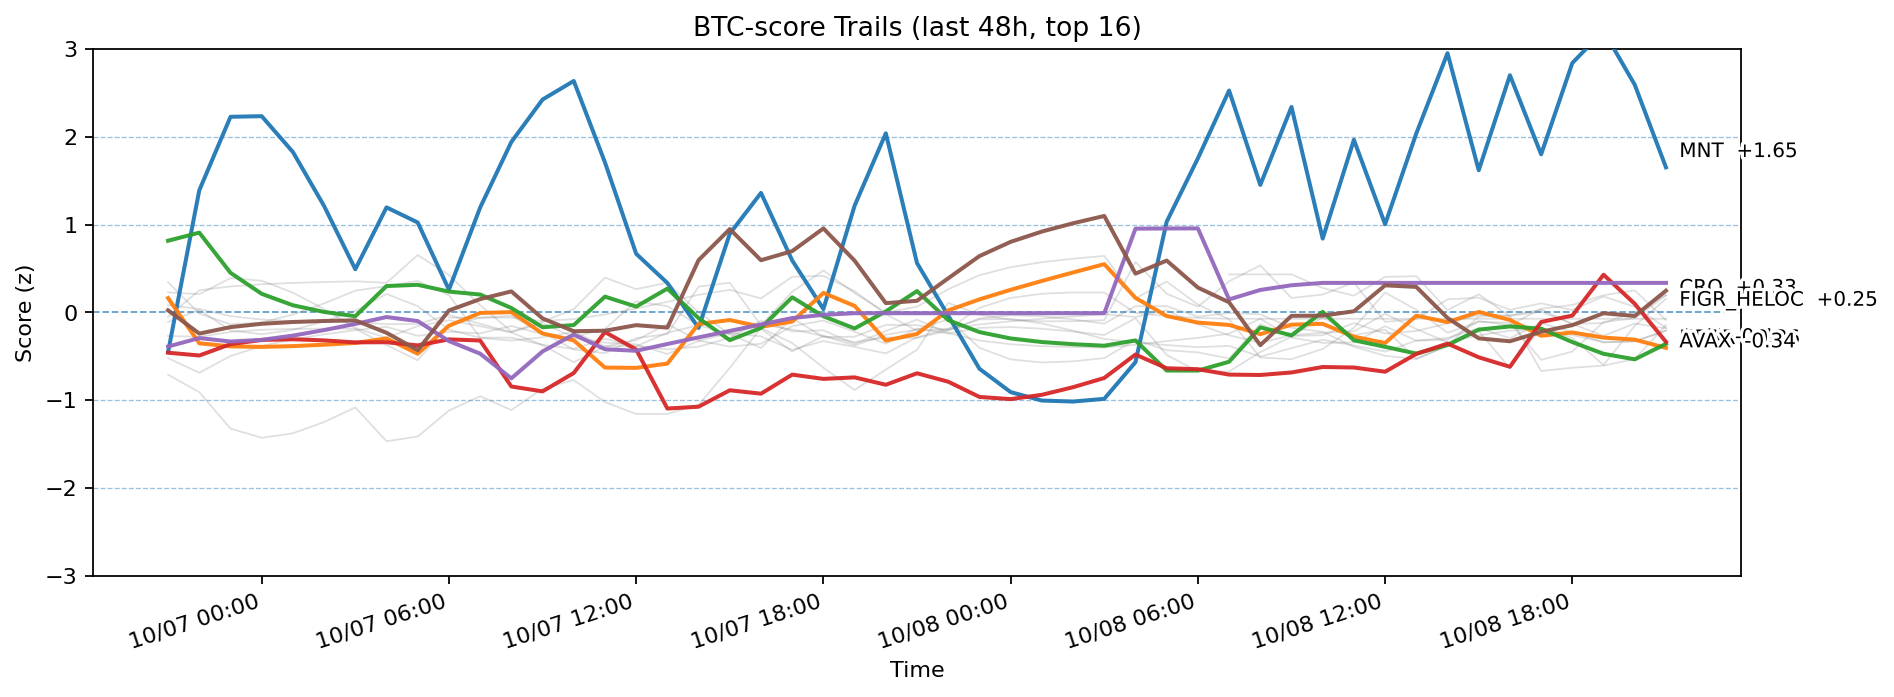 BTC-score Trails (last 48h, top 16)
3
2
1
0
−1
−2
−3
Score (z)
MNT +1.65
CRO +0.33
FIGR_HELOC +0.25
AVAX -0.34
10/07 00:00
10/07 06:00
10/07 12:00
10/07 18:00
10/08 00:00
10/08 06:00
10/08 12:00
10/08 18:00
Time